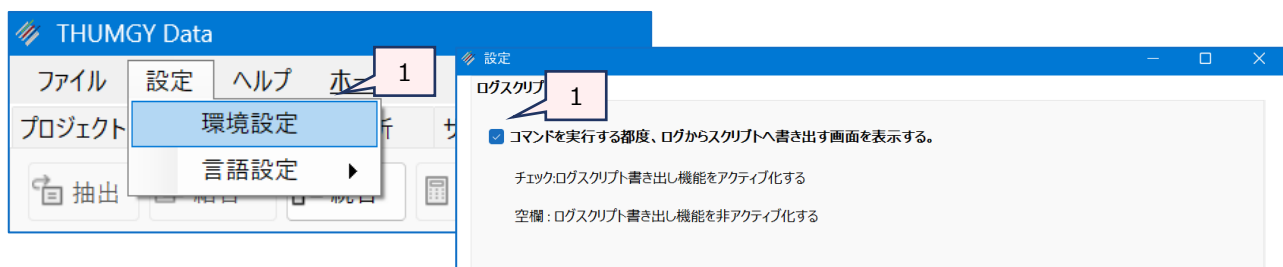 THUMGY Data
ファイル 設定 ヘルプ ホー
1
プロジェクト 環境設定 析 サ
言語設定
抽出 結合 統合
設定
ログスクリプ
1
コマンドを実行する都度、ログからスクリプトへ書き出す画面を表示する。
チェック:ログスクリプト書き出し機能をアクティブ化する
空欄 : ログスクリプト書き出し機能を非アクティブ化する